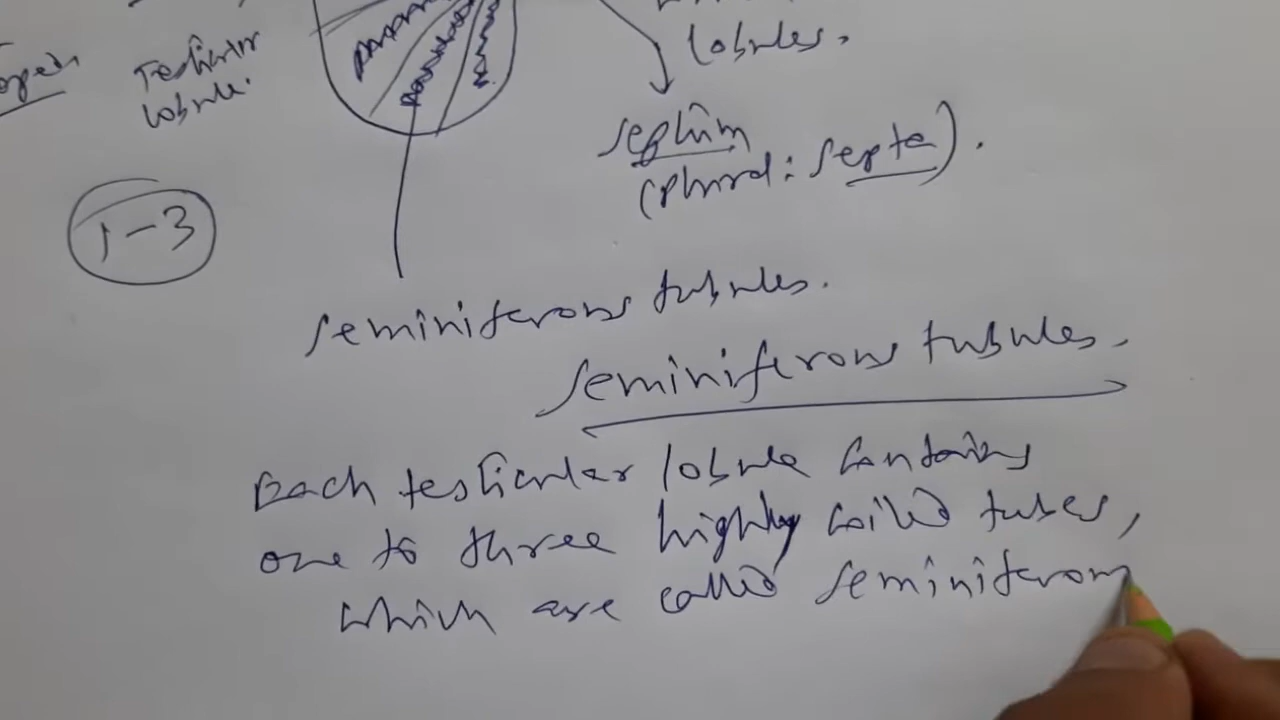 lobules.
Testicular
lobule.
septum
(plural: septa).
1-3
seminiferous tubules.
seminiferous tubules.
Each testicular lobule contains
one to three highly coiled tubes,
which are called seminiferous